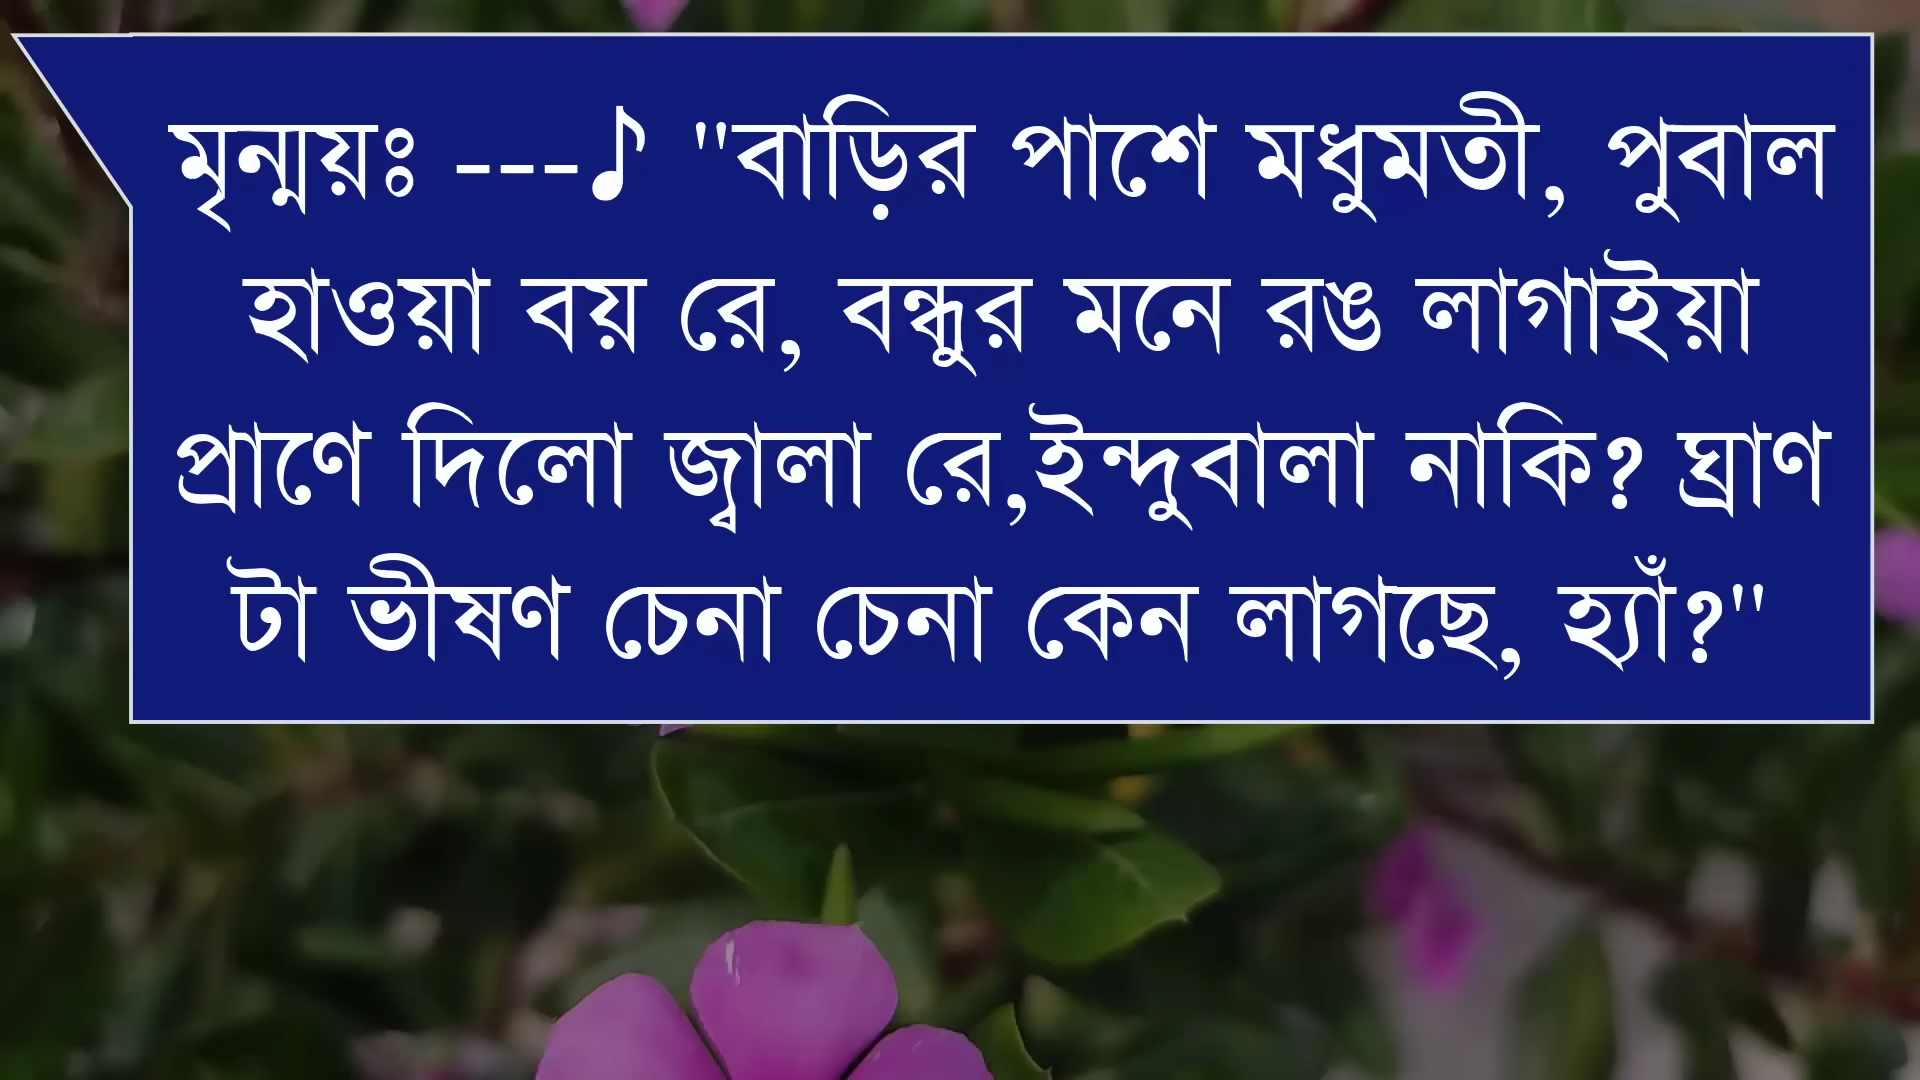 মৃন্ময়ঃ ---♪ "বাড়ির পাশে মধুমতী, পুবাল
হাওয়া বয় রে, বন্ধুর মনে রঙ লাগাইয়া
প্রাণে দিলো জ্বালা রে,ইন্দুবালা নাকি? ঘ্রাণ
টা ভীষণ চেনা চেনা কেন লাগছে, হ্যাঁ?"